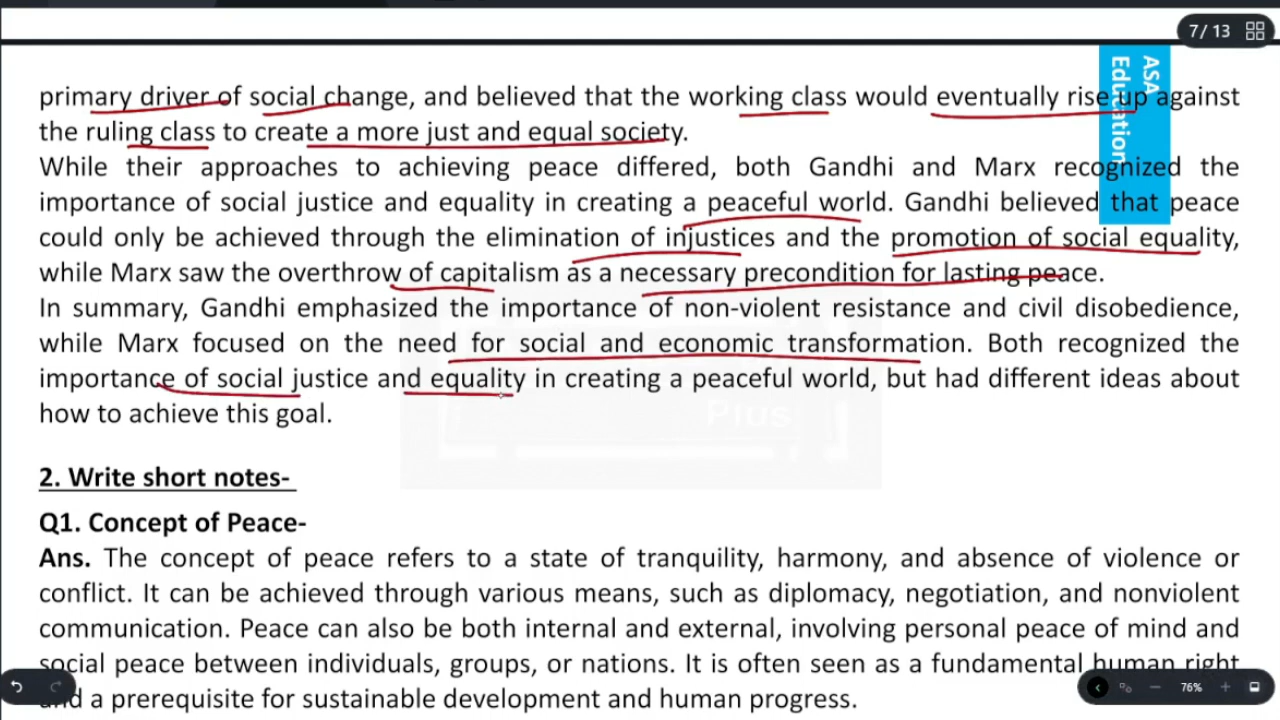 7/ 13
ASA
Education
primary driver of social change, and believed that the working class would eventually rise up against
the ruling class to create a more just and equal society.
While their approaches to achieving peace differed, both Gandhi and Marx recognized the
importance of social justice and equality in creating a peaceful world. Gandhi believed that peace
could only be achieved through the elimination of injustices and the promotion of social equality,
while Marx saw the overthrow of capitalism as a necessary precondition for lasting peace.
In summary, Gandhi emphasized the importance of non-violent resistance and civil disobedience,
while Marx focused on the need for social and economic transformation. Both recognized the
importance of social justice and equality in creating a peaceful world, but had different ideas about
how to achieve this goal.
Plus
2. Write short notes-
Q1. Concept of Peace-
Ans. The concept of peace refers to a state of tranquility, harmony, and absence of violence or
conflict. It can be achieved through various means, such as diplomacy, negotiation, and nonviolent
communication. Peace can also be both internal and external, involving personal peace of mind and
social peace between individuals, groups, or nations. It is often seen as a fundamental human right
and a prerequisite for sustainable development and human progress.
76%